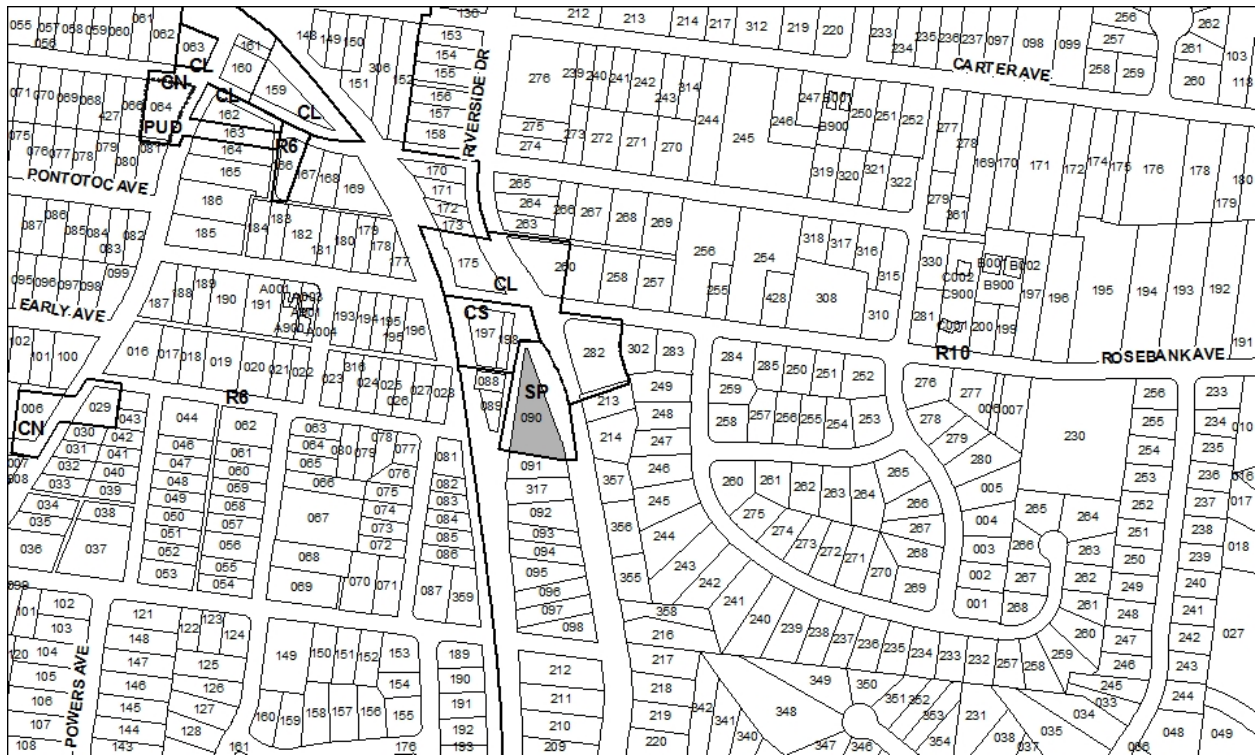 055 057 058 059 060 061 062 063 161 148 149 150 306 152 136 153 212 213 214 217 312 219 220 233 234 235 236 237 097 098 099 256 257 262 261 103
056 CL 160 151 154 155 276 239 240 241 242 243 314 CARTER AVE 258 259 260 118
071 070 069 068 066 CN 064 CL 159 CL 156 157 158 RIVERSIDE DR 275 274 273 272 271 270 244 245 246 247 B001 B900 250 251 252 277 278 169 170 171 172 174 175 176 178 180
427 PUD 162 163 164 R6
075 076 077 078 079 080 081 165 166 167 168 169 170 171 172 173 265 264 263 266 267 268 269 319 320 321 322 279 361 179
PONTOTOC AVE
087 086 085 084 083 082 186 185 184 183 182 181 180 179 178 177 175 CL 260 258 257 256 255 254 318 317 316 315 330 C002 C900 B001 B002 B900 197 196 195 194 193 192
095 096 097 098 099 187 188 189 190 191 A001 A003 A900 A004 193 194 195 196 CS 197 198 428 308 310 281 C001 200 199 191
EARLY AVE
102 101 100 016 017 018 019 020 021 022 023 316 024 025 026 027 028 088 089 SP 090 282 302 283 284 285 250 251 252 R10 ROSEBANK AVE
006 CN 029 R6 249 259 258 257 256 255 254 253 276 277 006 007 230 256 233
043 044 062 063 064 065 066 080 079 078 077 076 081 213 214 248 247 278 279 280 255 254 234 235 010
030 042 031 041 032 040 033 039 034 038 035 036 037 046 047 048 049 050 051 052 053 061 060 059 058 057 056 055 054 067 068 069 070 071 075 074 073 072 082 083 084 085 086 087 359
007 008 091 317 092 093 094 095 096 097 098 357 356 355 246 245 244 243 242 241 240 239 238 237 236 235 234 233 232 257 258
260 261 262 263 264 265 266 267 268 269 275 274 273 272 271 270 005 004 003 002 001 265 264 266 263 267 262 268 261 260 259
253 252 251 250 249 248 247 246 245 236 237 238 239 240 241 242 243 244 016 017 018 027
099 101 102 103 120 104 105 106 107 108 POWERS AVE 121 148 147 146 145 144 143 122 123 124 125 126 127 128 161
149 150 151 152 153 154 155 156 157 158 159 160 176 189 190 191 192 193 212 211 210 209
358 216 217 218 219 220 342 341 340 348 349 350 347 346 351 352 353 354 231 038 037 035 034 033 036 048 049